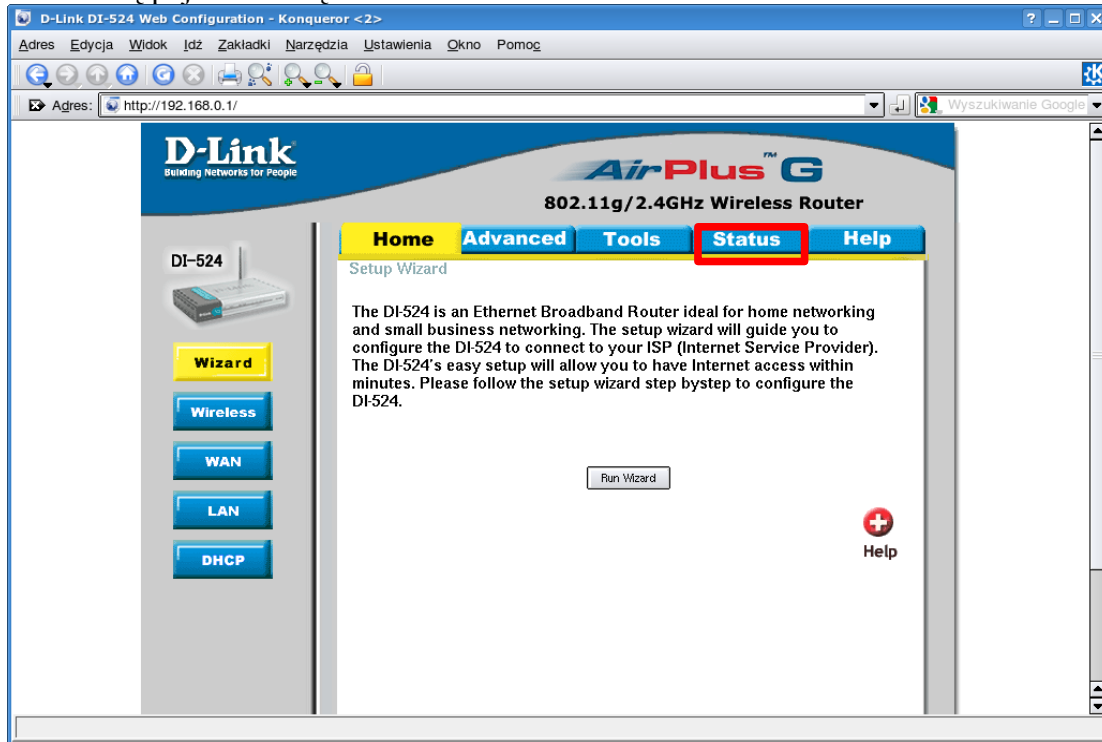 D-Link DI-524 Web Configuration - Konqueror <2>
Adres Edycja Widok Idź Zakładki Narzędzia Ustawienia Okno Pomoc
Adres: http://192.168.0.1/ Wyszukiwanie Google
D-Link
Building Networks for People
AirPlus™ G
802.11g/2.4GHz Wireless Router
Home Advanced Tools Status Help
DI-524
Setup Wizard
The DI-524 is an Ethernet Broadband Router ideal for home networking
and small business networking. The setup wizard will guide you to
configure the DI-524 to connect to your ISP (Internet Service Provider).
The DI-524's easy setup will allow you to have Internet access within
minutes. Please follow the setup wizard step bystep to configure the
DI-524.
Wizard
Wireless
WAN
LAN
DHCP
Run Wizard
Help